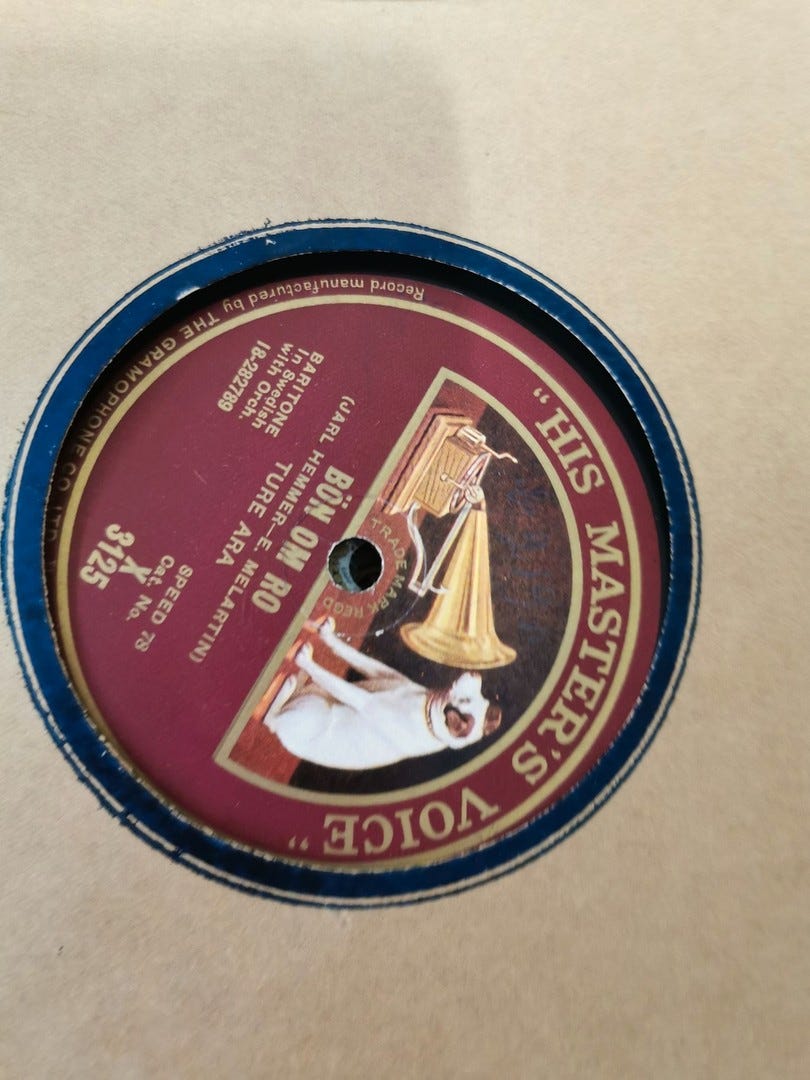 "HIS MASTER'S VOICE"
TRADE MARK REGD
BöN OM RO
(JARL HEMMER-E. MELARTIN)
TURE ARA
BARITONE
In Swedish
with Orch.
18-282789
SPEED 78
Cat. No.
X
3125
Record manufactured by THE GRAMOPHONE CO. LTD